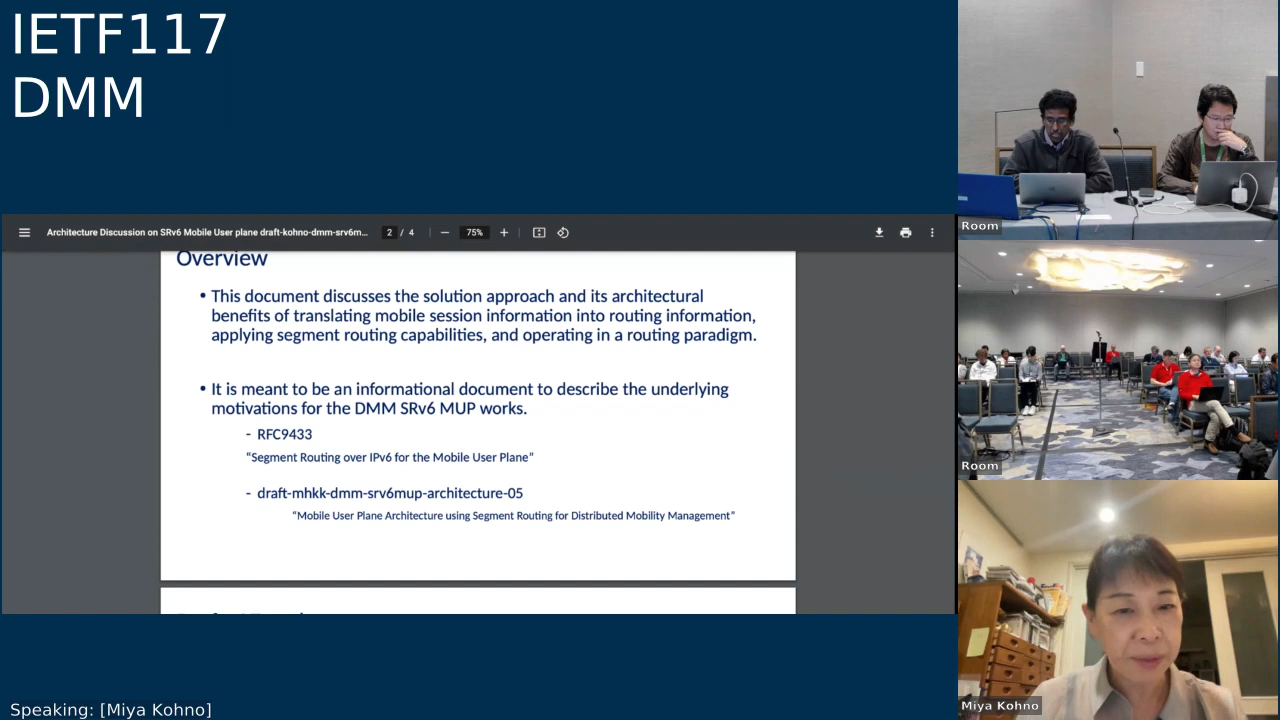 IETF117
DMM
Architecture Discussion on SRv6 Mobile User plane draft-kohno-dmm-srv6m...
2 / 4
75%
Overview
• This document discusses the solution approach and its architectural
benefits of translating mobile session information into routing information,
applying segment routing capabilities, and operating in a routing paradigm.
• It is meant to be an informational document to describe the underlying
motivations for the DMM SRv6 MUP works.
- RFC9433
“Segment Routing over IPv6 for the Mobile User Plane”
- draft-mhkk-dmm-srv6mup-architecture-05
“Mobile User Plane Architecture using Segment Routing for Distributed Mobility Management”
Room
Room
Miya Kohno
Speaking: [Miya Kohno]